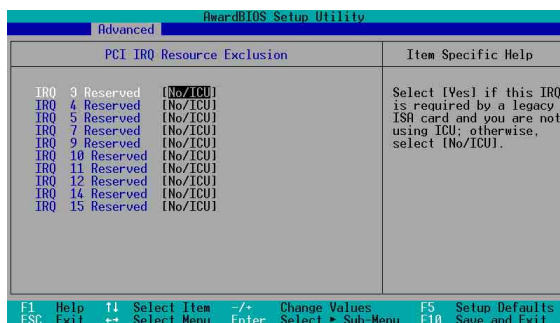 AwardBIOS Setup Utility
Advanced
PCI IRQ Resource Exclusion
Item Specific Help
IRQ 3 Reserved [No/ICU]
IRQ 4 Reserved [No/ICU]
IRQ 5 Reserved [No/ICU]
IRQ 7 Reserved [No/ICU]
IRQ 9 Reserved [No/ICU]
IRQ 10 Reserved [No/ICU]
IRQ 11 Reserved [No/ICU]
IRQ 12 Reserved [No/ICU]
IRQ 14 Reserved [No/ICU]
IRQ 15 Reserved [No/ICU]
Select [Yes] if this IRQ
is required by a legacy
ISA card and you are not
using ICU; otherwise,
select [No/ICU].
F1 Help ↑↓ Select Item -/+ Change Values F5 Setup Defaults
ESC Exit ←→ Select Menu Enter Select ► Sub-Menu F10 Save and Exit